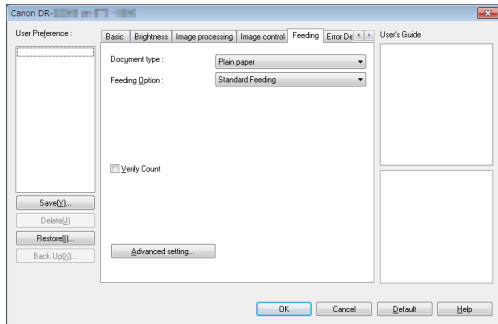 Canon DR-
User Preference :
Basic Brightness Image processing Image control Feeding Error De
User's Guide
Document type : Plain paper
Feeding Option : Standard Feeding
Verify Count
Save(Y)...
Delete(J)
Restore(I)...
Back Up(X)...
Advanced setting...
OK Cancel Default Help